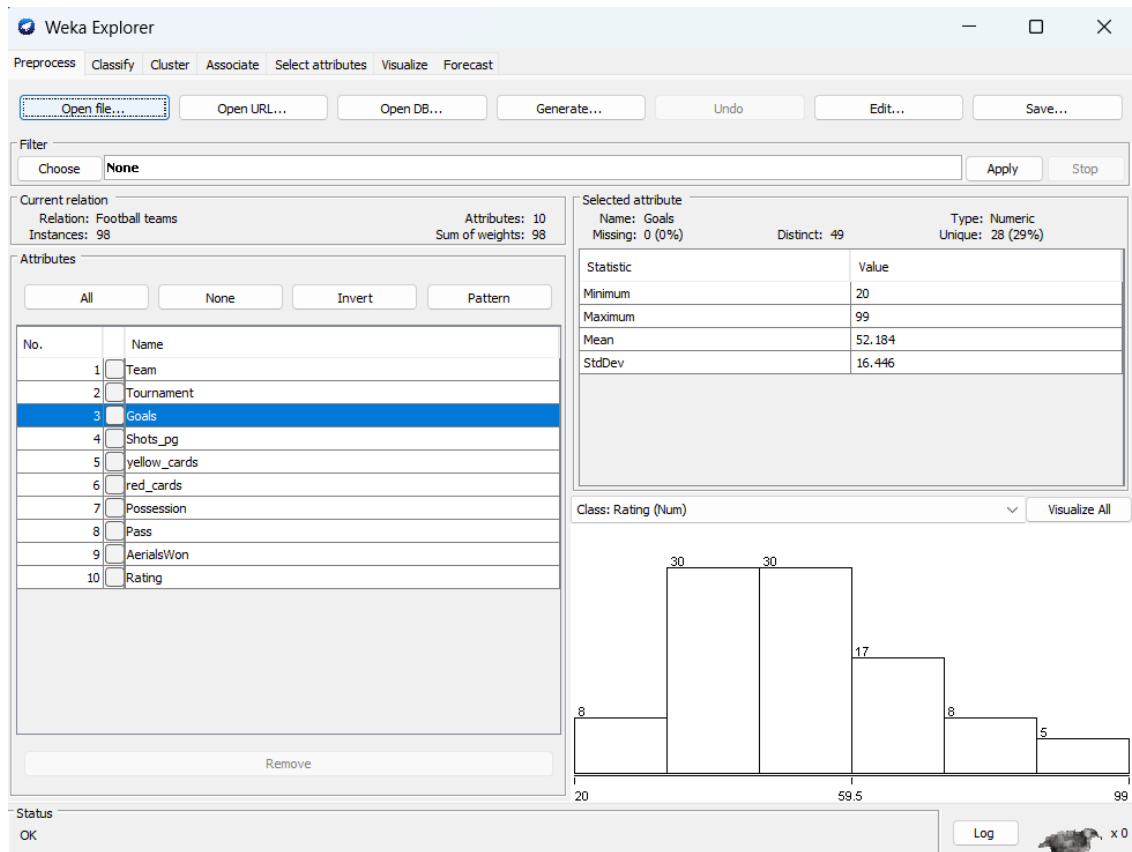 Weka Explorer
Preprocess Classify Cluster Associate Select attributes Visualize Forecast
Open file... Open URL... Open DB... Generate... Undo Edit... Save...
Filter
Choose None Apply Stop
Current relation
Relation: Football teams Attributes: 10
Instances: 98 Sum of weights: 98
Attributes
All None Invert Pattern
No. Name
1 Team
2 Tournament
3 Goals
4 Shots_pg
5 yellow_cards
6 red_cards
7 Possession
8 Pass
9 AerialsWon
10 Rating
Remove
Selected attribute
Name: Goals Type: Numeric
Missing: 0 (0%) Distinct: 49 Unique: 28 (29%)
Statistic Value
Minimum 20
Maximum 99
Mean 52.184
StdDev 16.446
Class: Rating (Num) Visualize All
30 30
17
8 8
5
20 59.5 99
Status
OK Log x 0